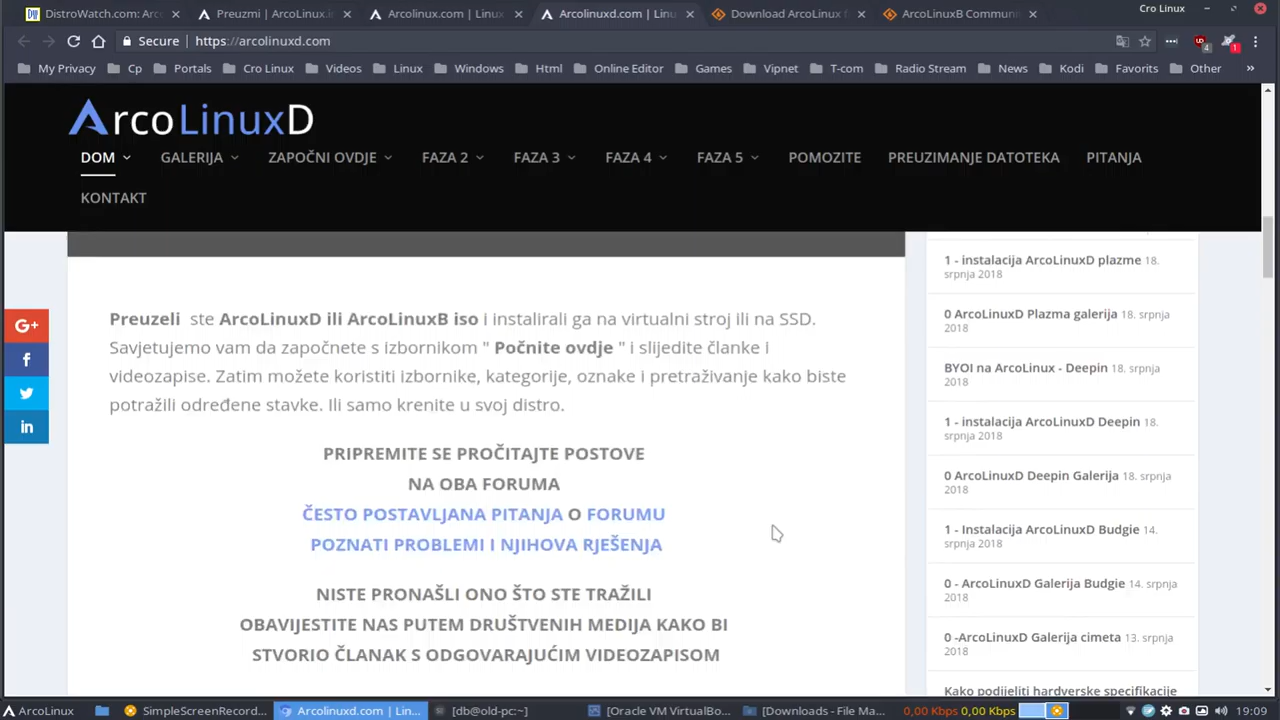 DistroWatch.com: Arco
Preuzmi | ArcoLinux.in
Arcolinux.com | Linux
Arcolinuxd.com | Linu
Download ArcoLinux f
ArcoLinuxB Commun
Cro Linux
Secure | https://arcolinuxd.com
4
1
My Privacy Cp Portals Cro Linux Videos Linux Windows Html Online Editor Games Vipnet T-com Radio Stream News Kodi Favorits Other »
ArcoLinuxD
DOM GALERIJA ZAPOČNI OVDJE FAZA 2 FAZA 3 FAZA 4 FAZA 5 POMOZITE PREUZIMANJE DATOTEKA PITANJA
KONTAKT
G+
f
in
Preuzeli ste ArcoLinuxD ili ArcoLinuxB iso i instalirali ga na virtualni stroj ili na SSD.
Savjetujemo vam da započnete s izbornikom " Počnite ovdje " i slijedite članke i
videozapise. Zatim možete koristiti izbornike, kategorije, oznake i pretraživanje kako biste
potražili određene stavke. Ili samo krenite u svoj distro.
PRIPREMITE SE PROČITAJTE POSTOVE
NA OBA FORUMA
ČESTO POSTAVLJANA PITANJA O FORUMU
POZNATI PROBLEMI I NJIHOVA RJEŠENJA
NISTE PRONAŠLI ONO ŠTO STE TRAŽILI
OBAVIJESTITE NAS PUTEM DRUŠTVENIH MEDIJA KAKO BI
STVORIO ČLANAK S ODGOVARAJUĆIM VIDEOZAPISOM
1 - instalacija ArcoLinuxD plazme 18.
srpnja 2018
0 ArcoLinuxD Plazma galerija 18. srpnja
2018
BYOI na ArcoLinux - Deepin 18. srpnja
2018
1 - instalacija ArcoLinuxD Deepin 18.
srpnja 2018
0 ArcoLinuxD Deepin Galerija 18. srpnja
2018
1 - Instalacija ArcoLinuxD Budgie 14.
srpnja 2018
0 - ArcoLinuxD Galerija Budgie 14. srpnja
2018
0 -ArcoLinuxD Galerija cimeta 13. srpnja
2018
Kako podijeliti hardverske specifikacije
ArcoLinux
SimpleScreenRecord...
Arcolinuxd.com | Lin...
[db@old-pc:~]
[Oracle VM VirtualBo...
[Downloads - File Ma...
0,00 Kbps 0,00 Kbps
19:09